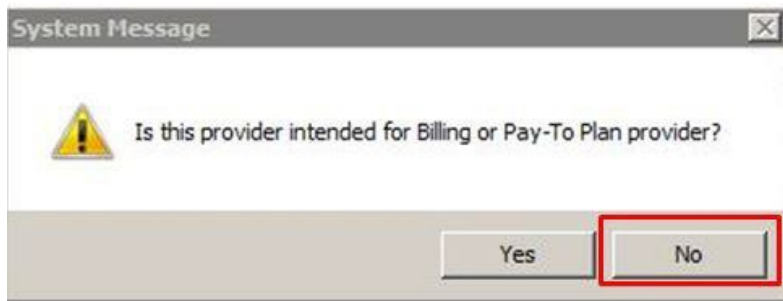 System Message
Is this provider intended for Billing or Pay-To Plan provider?
Yes
No